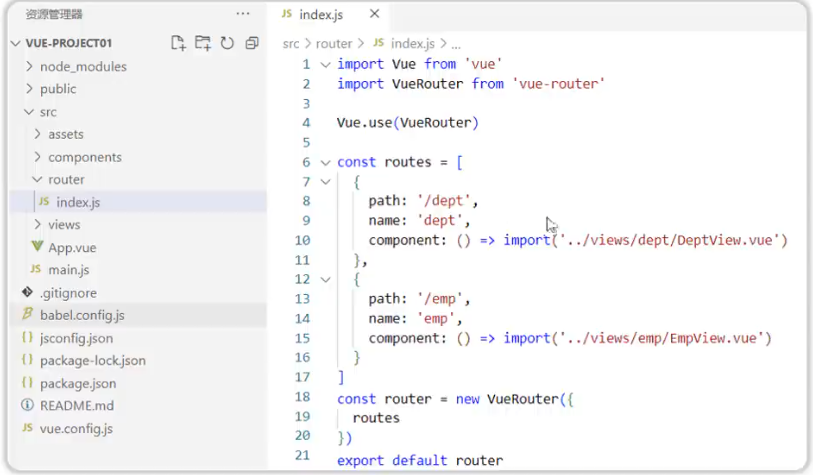 资源管理器
...
VUE-PROJECT01
node_modules
public
src
assets
components
router
JS index.js
views
App.vue
JS main.js
.gitignore
babel.config.js
{} jsconfig.json
{} package-lock.json
{} package.json
README.md
JS vue.config.js
JS index.js ×
src > router > JS index.js > ...
1 import Vue from 'vue'
2 import VueRouter from 'vue-router'
3
4 Vue.use(VueRouter)
5
6 const routes = [
7 {
8 path: '/dept',
9 name: 'dept',
10 component: () => import('../views/dept/DeptView.vue')
11 },
12 {
13 path: '/emp',
14 name: 'emp',
15 component: () => import('../views/emp/EmpView.vue')
16 }
17 ]
18 const router = new VueRouter({
19 routes
20 })
21 export default router